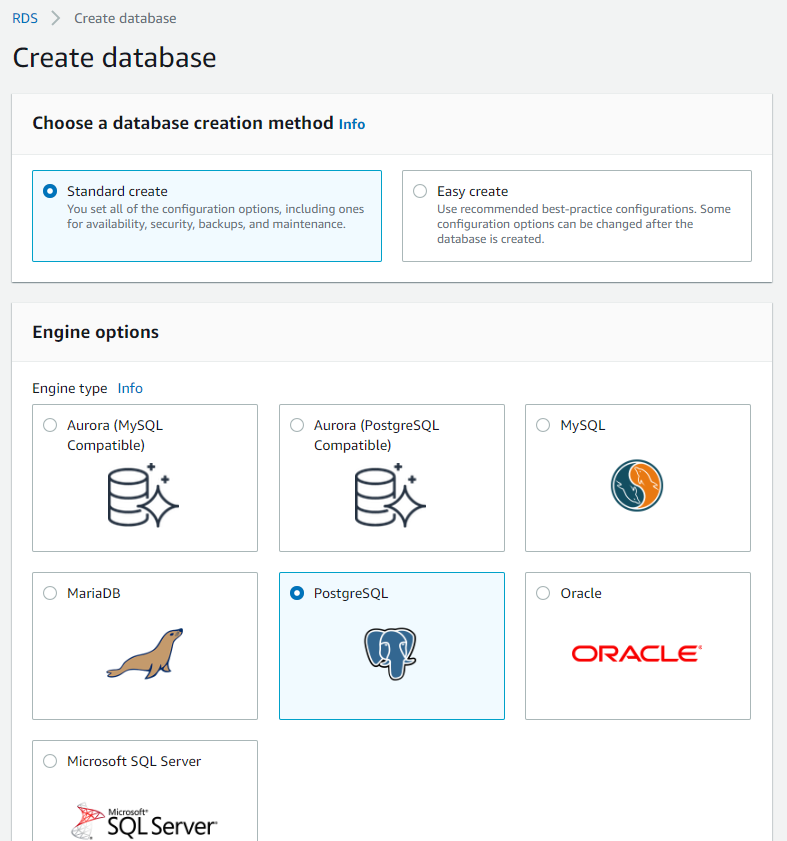 RDS > Create database
Create database
Choose a database creation method Info
Standard create
You set all of the configuration options, including ones
for availability, security, backups, and maintenance.
Easy create
Use recommended best-practice configurations. Some
configuration options can be changed after the
database is created.
Engine options
Engine type Info
Aurora (MySQL
Compatible)
Aurora (PostgreSQL
Compatible)
MySQL
MariaDB
PostgreSQL
Oracle
ORACLE®
Microsoft SQL Server
Microsoft®
SQL Server®